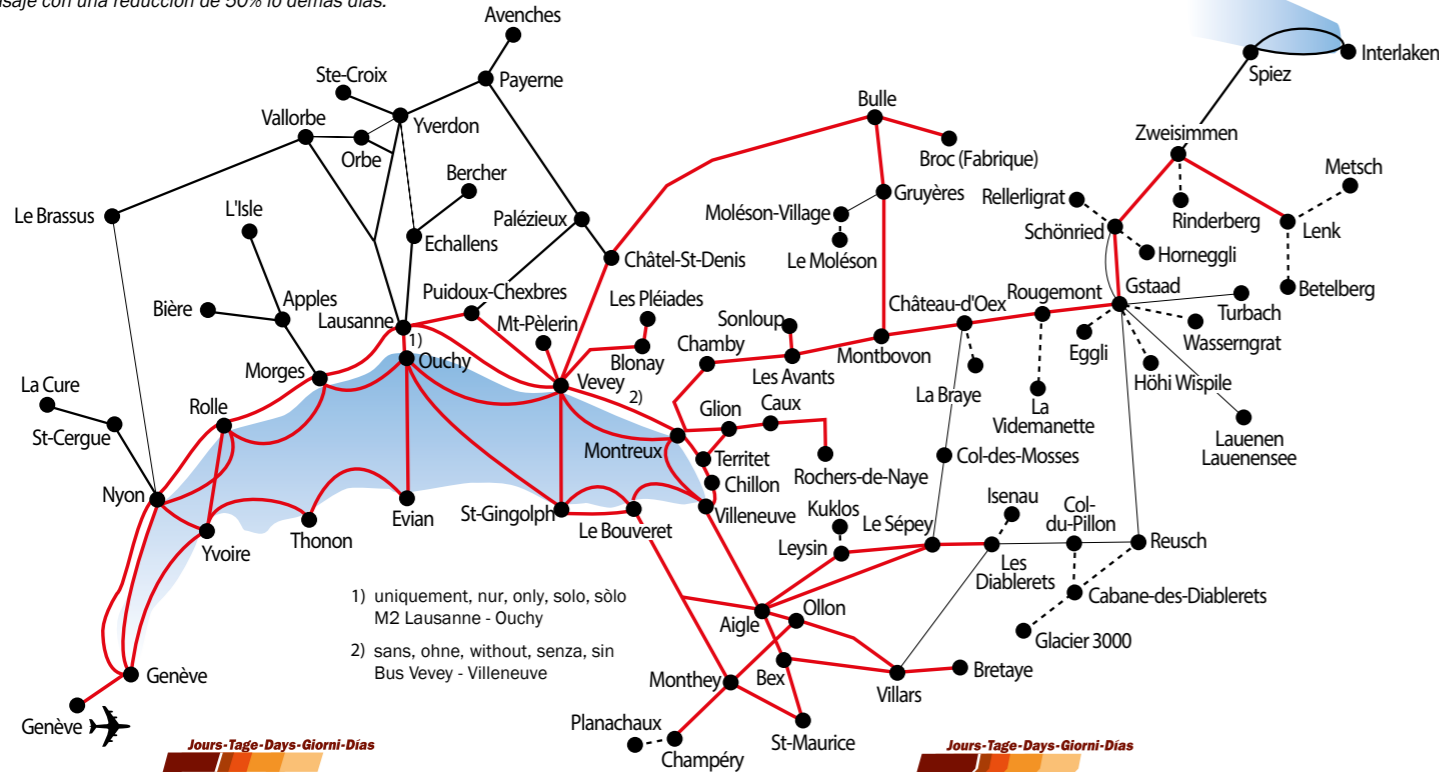 pasaje con una reducción de 50% lo demás días.
Avenches
Interlaken
Spiez
Ste-Croix
Payerne
Bulle
Vallorbe
Yverdon
Zweisimmen
Orbe
Broc (Fabrique)
Metsch
Bercher
Gruyères
Rellerligrat
Le Brassus
L'Isle
Palézieux
Moléson-Village
Rinderberg
Schönried
Lenk
Echallens
Le Moléson
Horneggli
Châtel-St-Denis
Gstaad
Betelberg
Puidoux-Chexbres
Les Pléiades
Rougemont
Château-d'Oex
Turbach
Bière
Apples
Lausanne
Mt-Pèlerin
Sonloup
Wasserngrat
1)
Chamby
Montbovon
Eggli
Ouchy
Blonay
Les Avants
Höhi Wispile
Morges
Vevey
La Cure
2)
La Braye
La
Videmanette
Rolle
Glion
Caux
Lauenen
Lauenensee
St-Cergue
Montreux
Territet
Rochers-de-Naye
Col-des-Mosses
Chillon
Isenau
Nyon
Evian
St-Gingolph
Le Bouveret
Villeneuve
Kuklos
Le Sépey
Col-
du-Pillon
Yvoire
Thonon
Leysin
Les
Diablerets
Reusch
Cabane-des-Diablerets
1) uniquement, nur, only, solo, sòlo
M2 Lausanne - Ouchy
Aigle
Ollon
Glacier 3000
2) sans, ohne, without, senza, sin
Bus Vevey - Villeneuve
Genève
Monthey
Bex
Villars
Bretaye
Genève
Planachaux
Champéry
St-Maurice
Jours-Tage-Days-Giorni-Días
Jours-Tage-Days-Giorni-Días